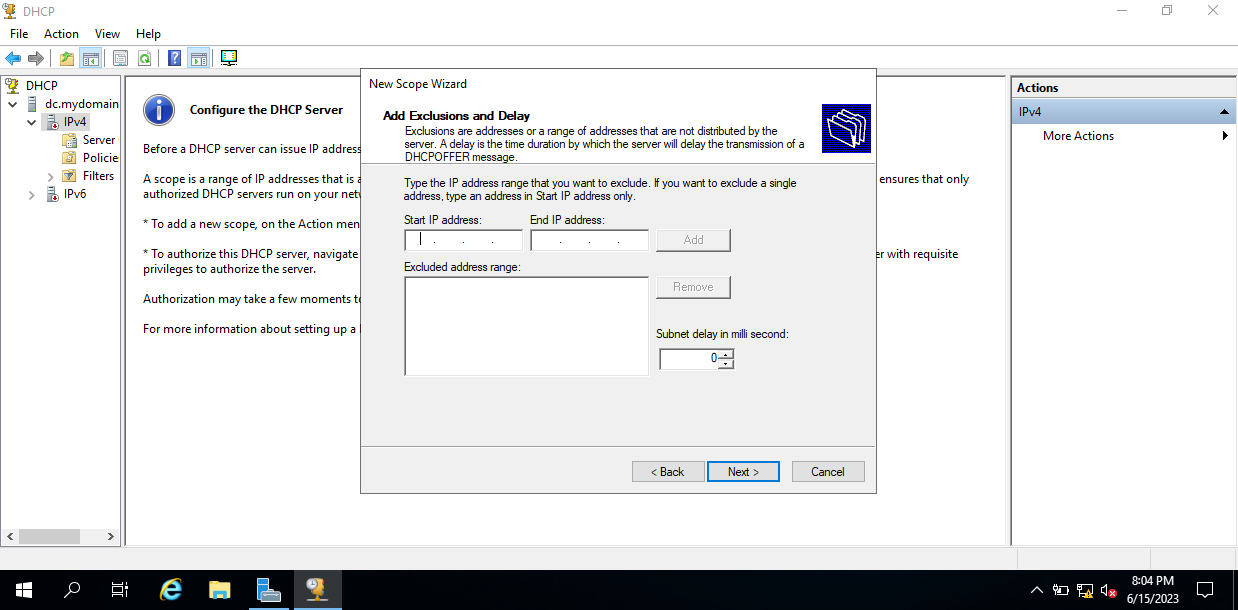 DHCP
File Action View Help
DHCP
dc.mydomain
IPv4
Server
Policie
Filters
IPv6
Configure the DHCP Server
Before a DHCP server can issue IP address
A scope is a range of IP addresses that is a
authorized DHCP servers run on your netw
* To add a new scope, on the Action men
* To authorize this DHCP server, navigate
privileges to authorize the server.
Authorization may take a few moments to
For more information about setting up a
ensures that only
er with requisite
New Scope Wizard
Add Exclusions and Delay
Exclusions are addresses or a range of addresses that are not distributed by the
server. A delay is the time duration by which the server will delay the transmission of a
DHCPOFFER message.
Type the IP address range that you want to exclude. If you want to exclude a single
address, type an address in Start IP address only.
Start IP address: End IP address:
. . . . . . Add
Excluded address range:
Remove
Subnet delay in milli second:
0
< Back Next > Cancel
Actions
IPv4
More Actions
8:04 PM
6/15/2023